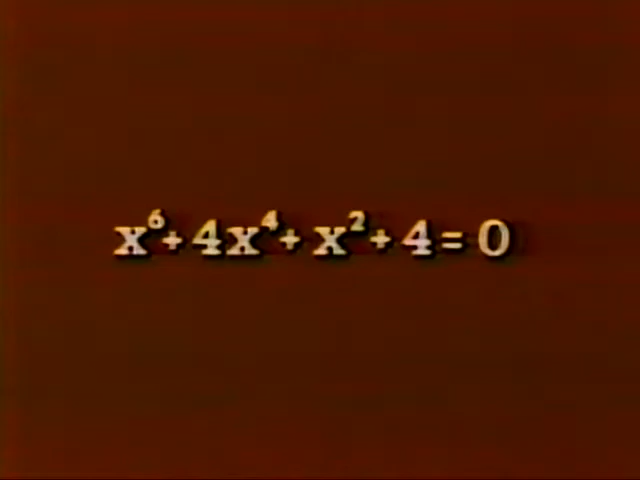 x⁶+ 4x⁴+ x²+ 4 = 0